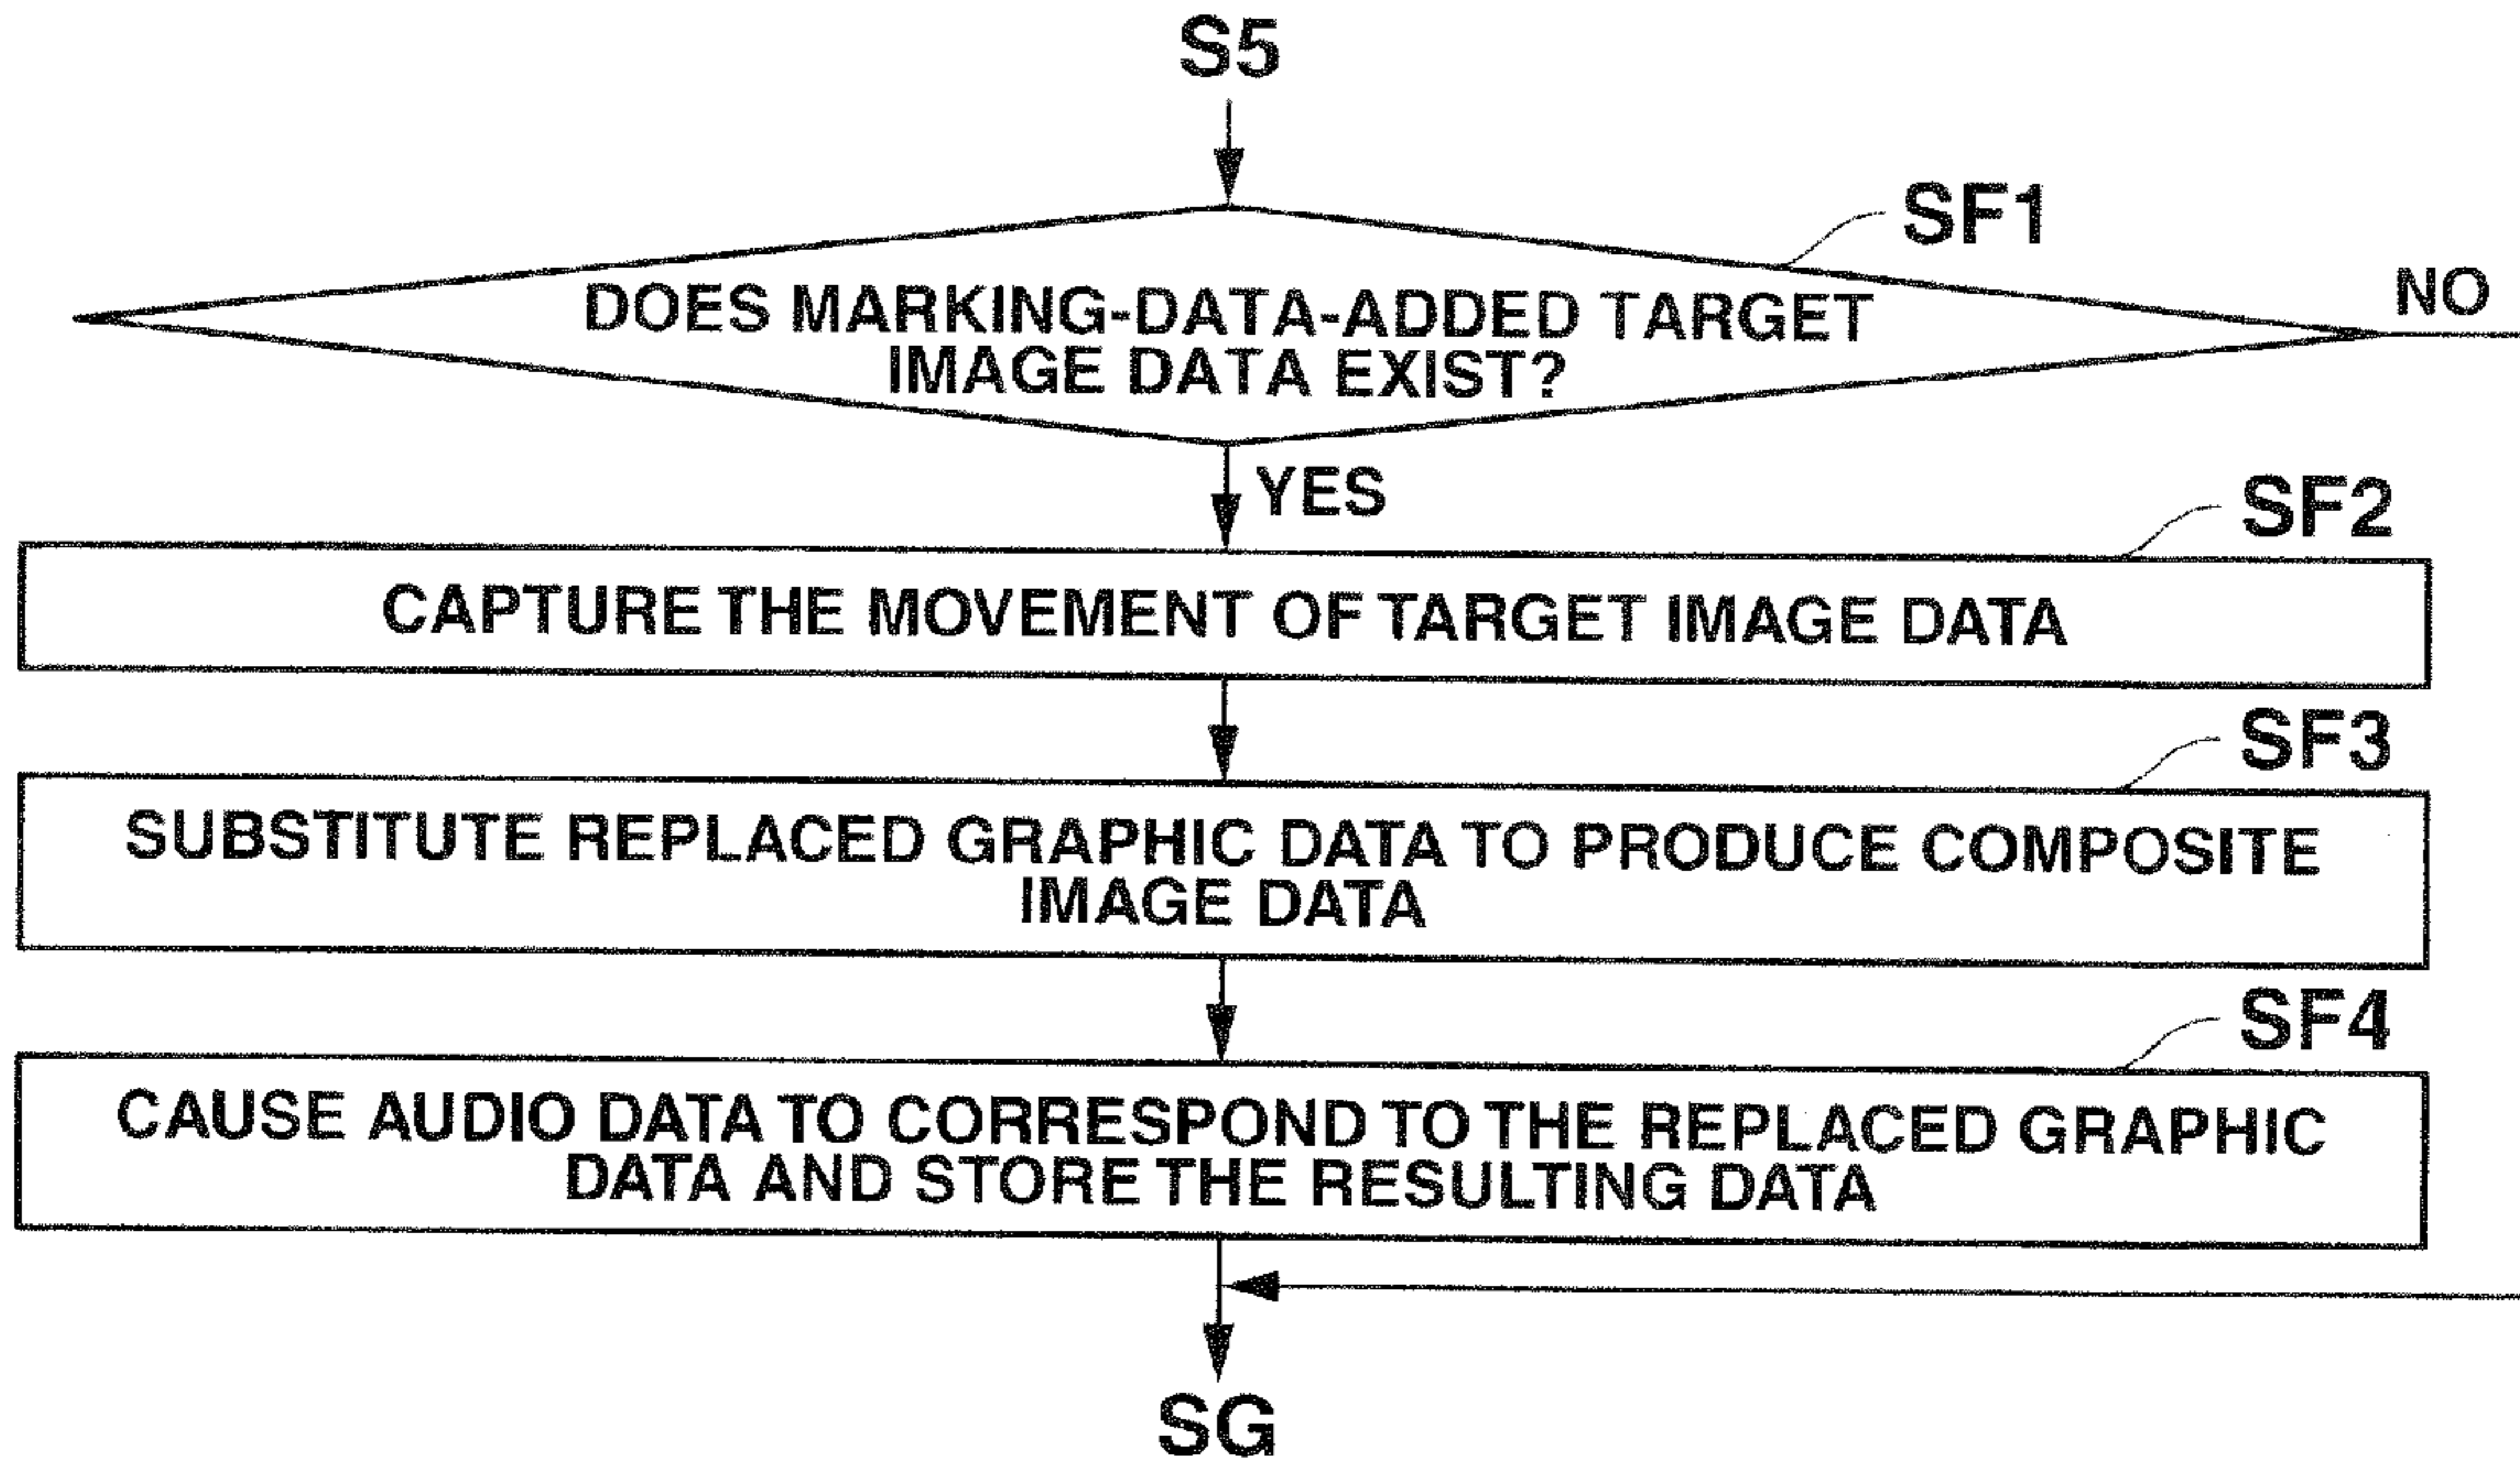 S5
SF1
DOES MARKING-DATA-ADDED TARGET
IMAGE DATA EXIST?
NO
YES
SF2
CAPTURE THE MOVEMENT OF TARGET IMAGE DATA
SF3
SUBSTITUTE REPLACED GRAPHIC DATA TO PRODUCE COMPOSITE
IMAGE DATA
SF4
CAUSE AUDIO DATA TO CORRESPOND TO THE REPLACED GRAPHIC
DATA AND STORE THE RESULTING DATA
SG